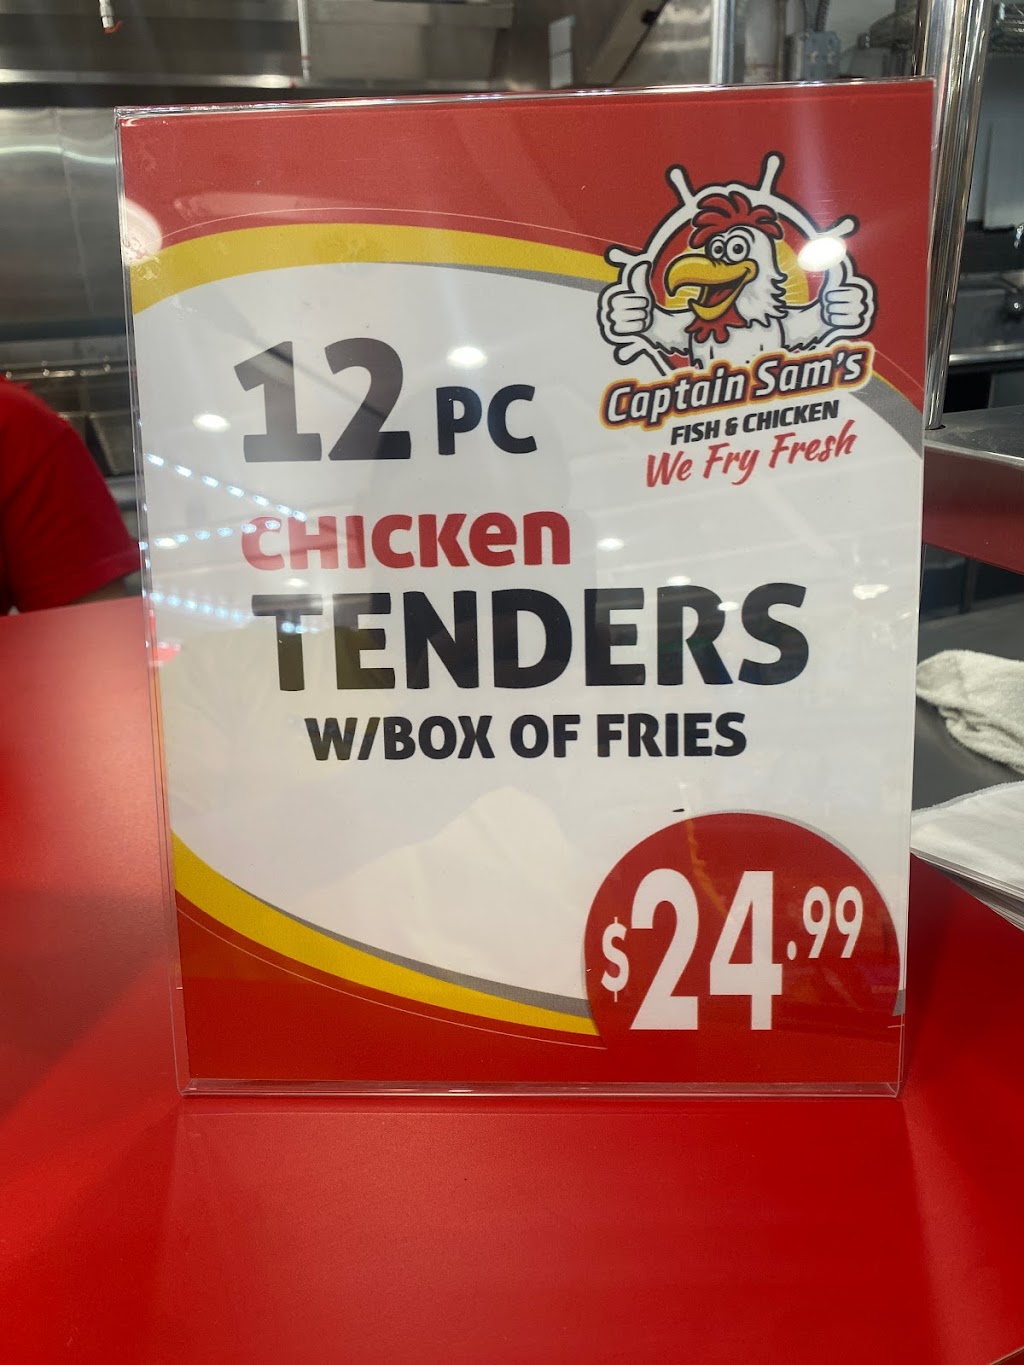 Captain Sam's
FISH & CHICKEN
We Fry Fresh
12 PC
CHICKen
TENDERS
W/BOX OF FRIES
$24.99